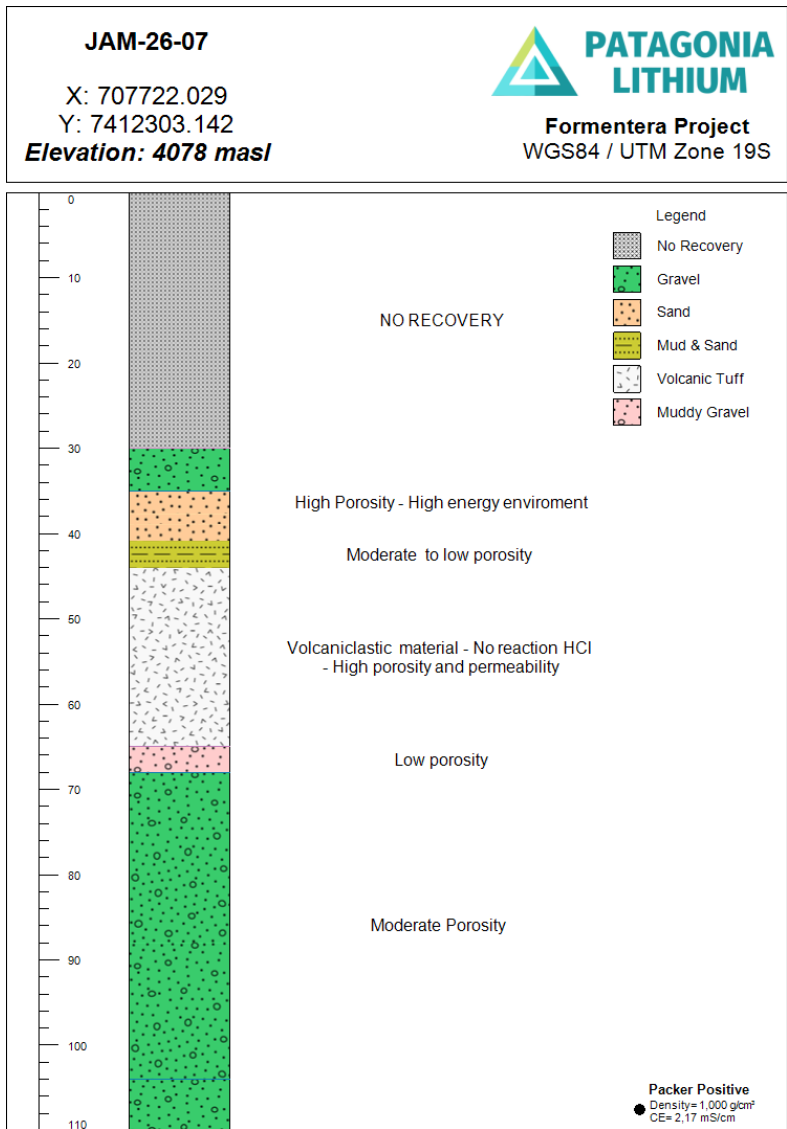 JAM-26-07
X: 707722.029
Y: 7412303.142
Elevation: 4078 masl
PATAGONIA
LITHIUM
Formentera Project
WGS84 / UTM Zone 19S
0
10
20
30
40
50
60
70
80
90
100
110
Legend
No Recovery
Gravel
Sand
Mud & Sand
Volcanic Tuff
Muddy Gravel
NO RECOVERY
High Porosity - High energy enviroment
Moderate to low porosity
Volcaniclastic material - No reaction HCl
- High porosity and permeability
Low porosity
Moderate Porosity
Packer Positive
Density= 1,000 g/cm³
CE= 2,17 mS/cm